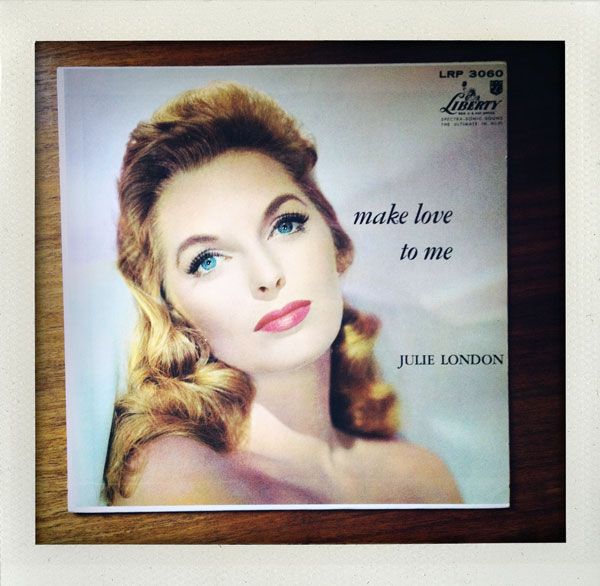 LRP 3060
LIBERTY
SPECTRA-SONIC-SOUND
THE ULTIMATE IN HI-FI
make love
to me
JULIE LONDON